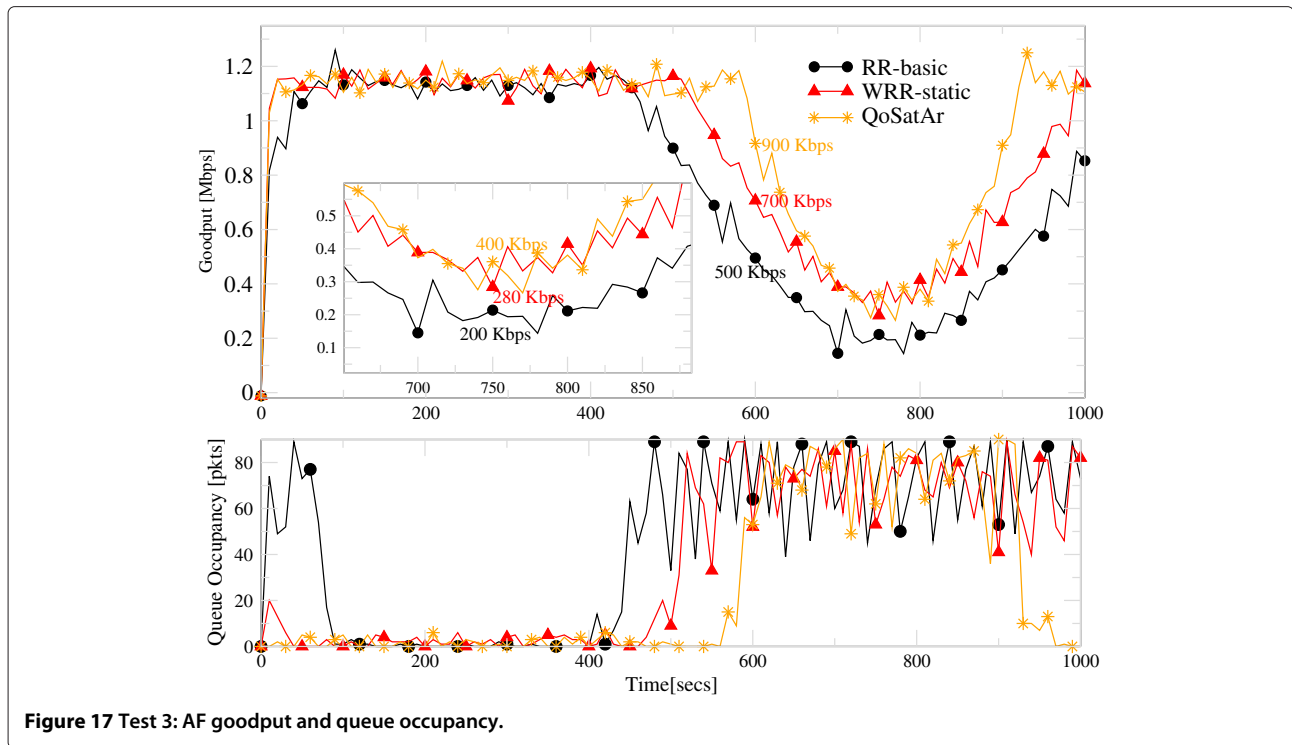 1.2
1
0.8
0.6
0.4
0.2
0
Goodput [Mbps]
RR-basic
WRR-static
QoSatAr
900 Kbps
700 Kbps
500 Kbps
0.5
0.4
0.3
0.2
0.1
400 Kbps
280 Kbps
200 Kbps
700 750 800 850
0 200 400 600 800 1000
80
60
40
20
0
Queue Occupancy [pkts]
0 200 400 600 800 1000
Time[secs]
Figure 17 Test 3: AF goodput and queue occupancy.